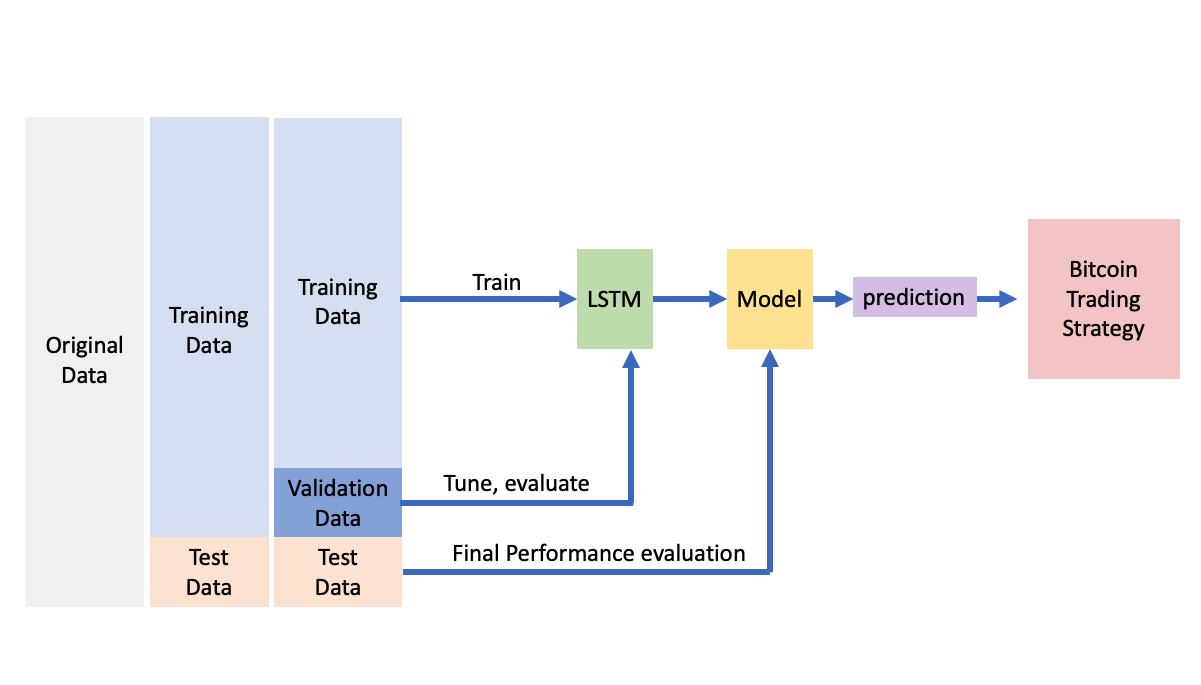 Original
Data
Training
Data
Test
Data
Training
Data
Validation
Data
Test
Data
Train
Tune, evaluate
Final Performance evaluation
LSTM
Model
prediction
Bitcoin
Trading
Strategy